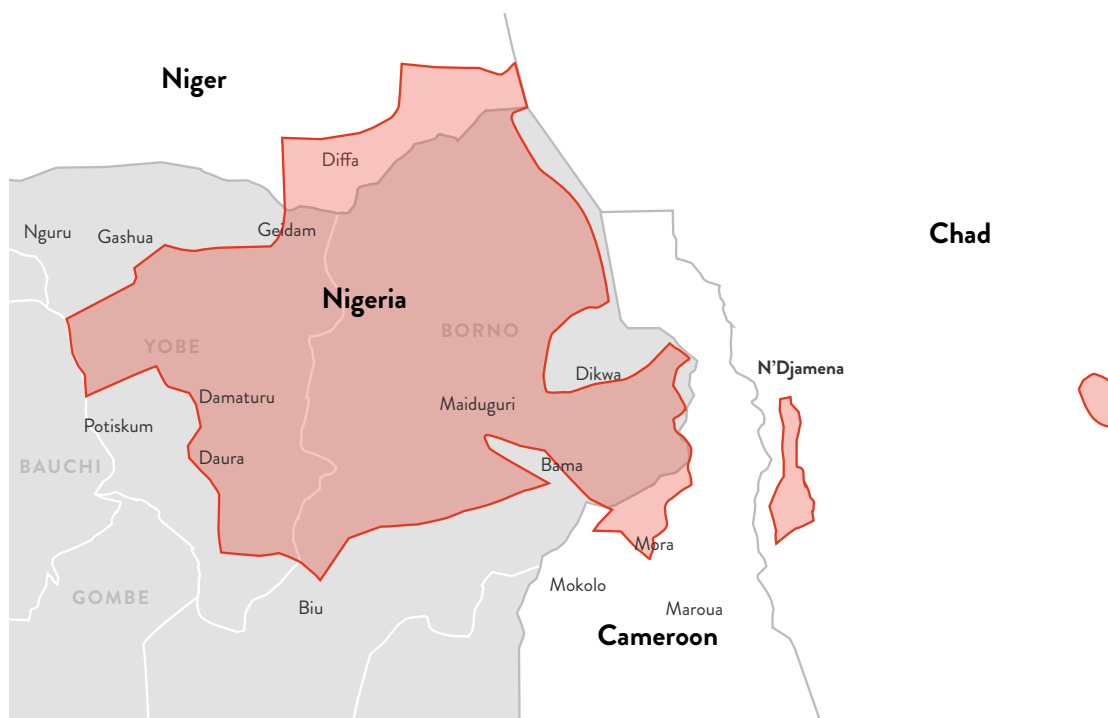 Niger
Diffa
Nguru
Gashua
Geidam
Chad
Nigeria
YOBE
BORNO
N'Djamena
Dikwa
Damaturu
Maiduguri
Potiskum
Daura
Bama
BAUCHI
Mora
Mokolo
GOMBE
Biu
Maroua
Cameroon